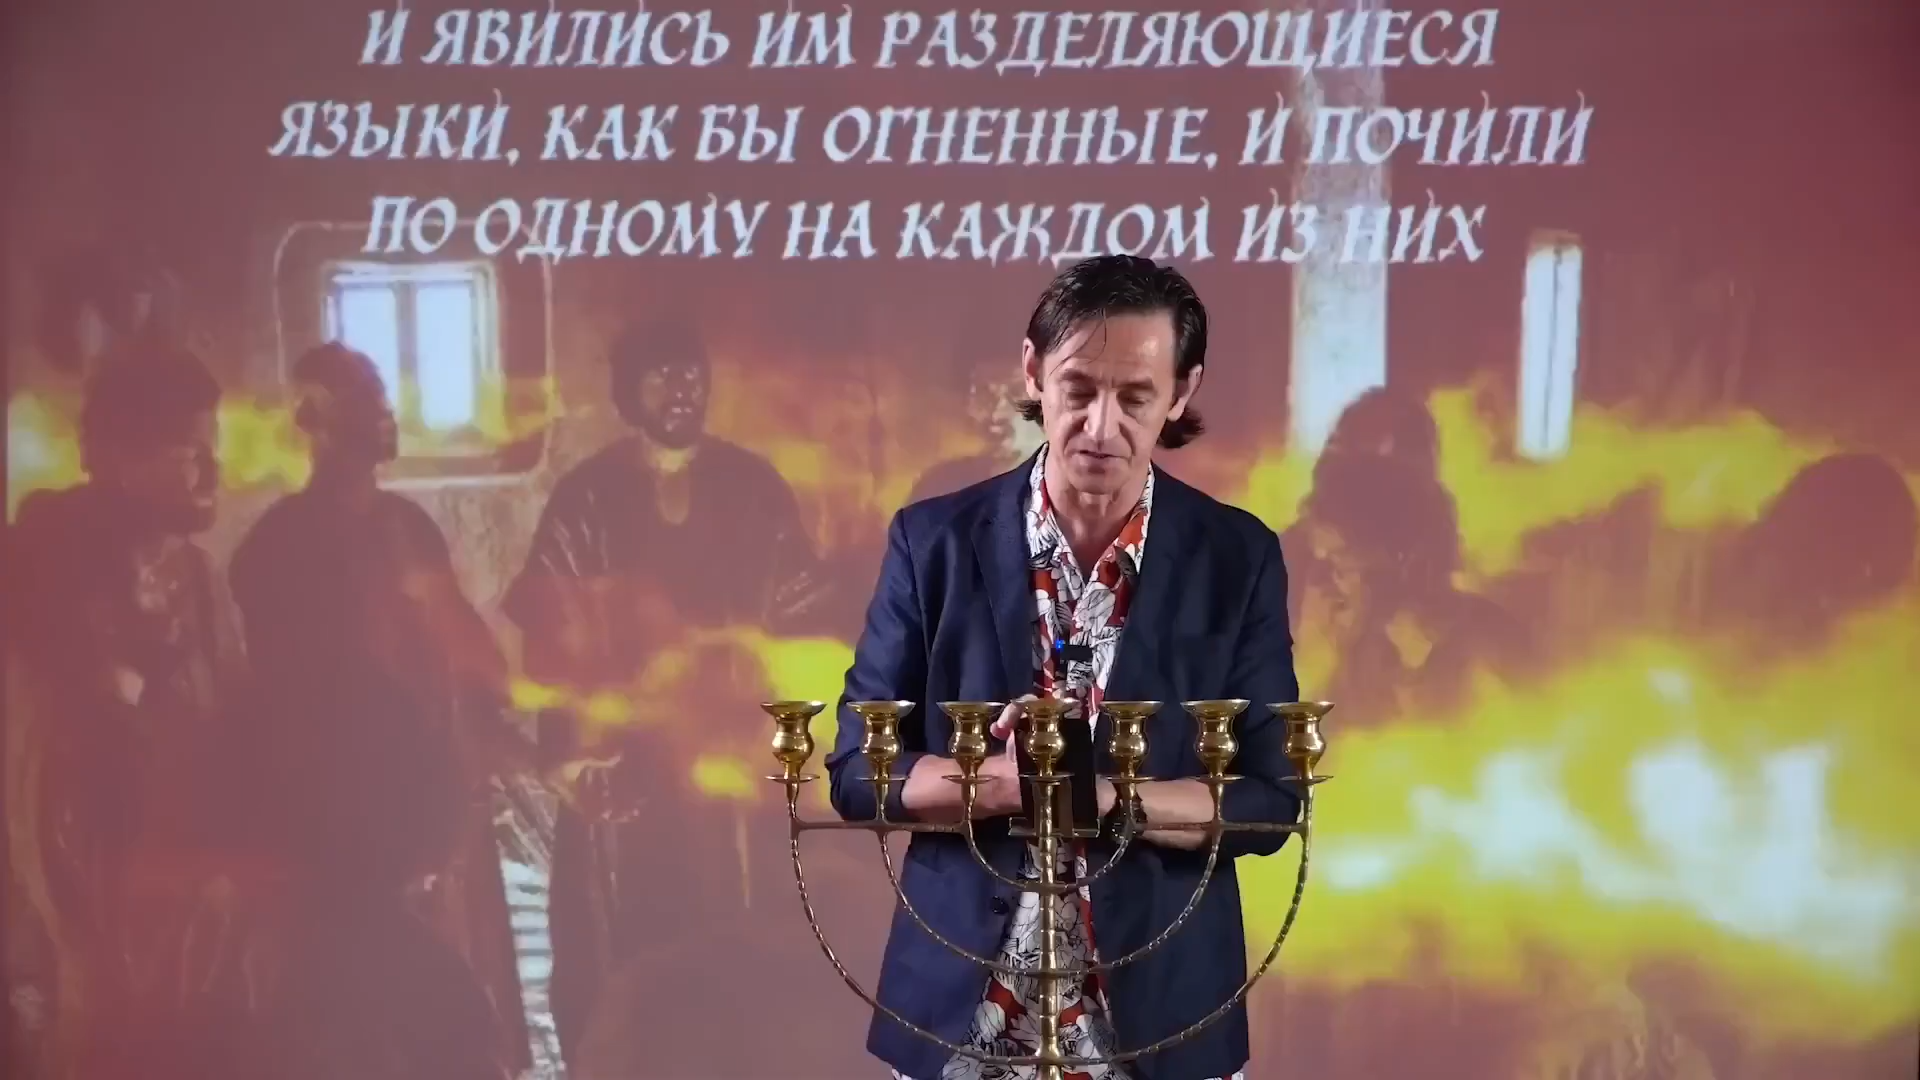 И ЯВИЛИСЬ ИМ РАЗДЕЛЯЮЩИЕСЯ
ЯЗЫКИ, КАК БЫ ОГНЕННЫЕ, И ПОЧИЛИ
ПО ОДНОМУ НА КАЖДОМ ИЗ НИХ